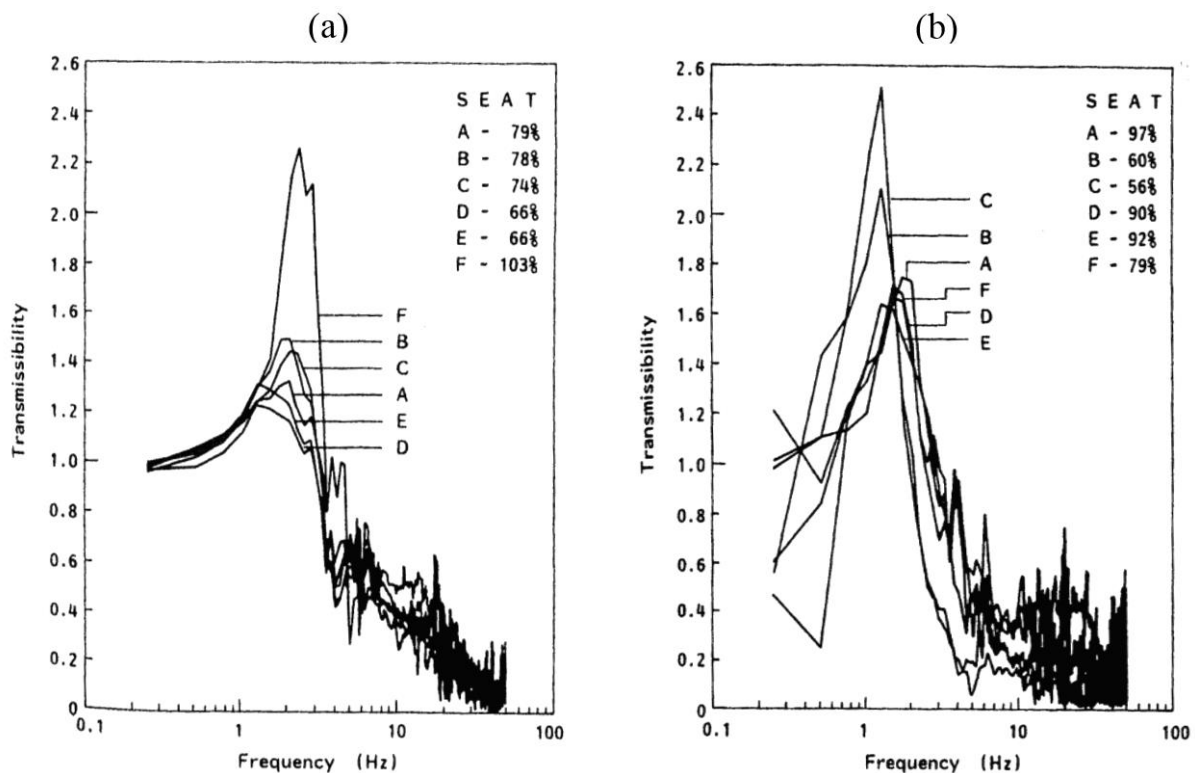 (a)
2.6
2.4
2.2
2.0
1.8
1.6
1.4
1.2
1.0
0.8
0.6
0.4
0.2
0
Transmissibility
S E A T
A - 79%
B - 78%
C - 74%
D - 66%
E - 66%
F - 103%
F
B
C
A
E
D
0.1 1 10 100
Frequency (Hz)
(b)
2.6
2.4
2.2
2.0
1.8
1.6
1.4
1.2
1.0
0.8
0.6
0.4
0.2
0
Transmissibility
S E A T
A - 97%
B - 60%
C - 56%
D - 90%
E - 92%
F - 79%
C
B
A
F
D
E
0.1 1 10 100
Frequency (Hz)